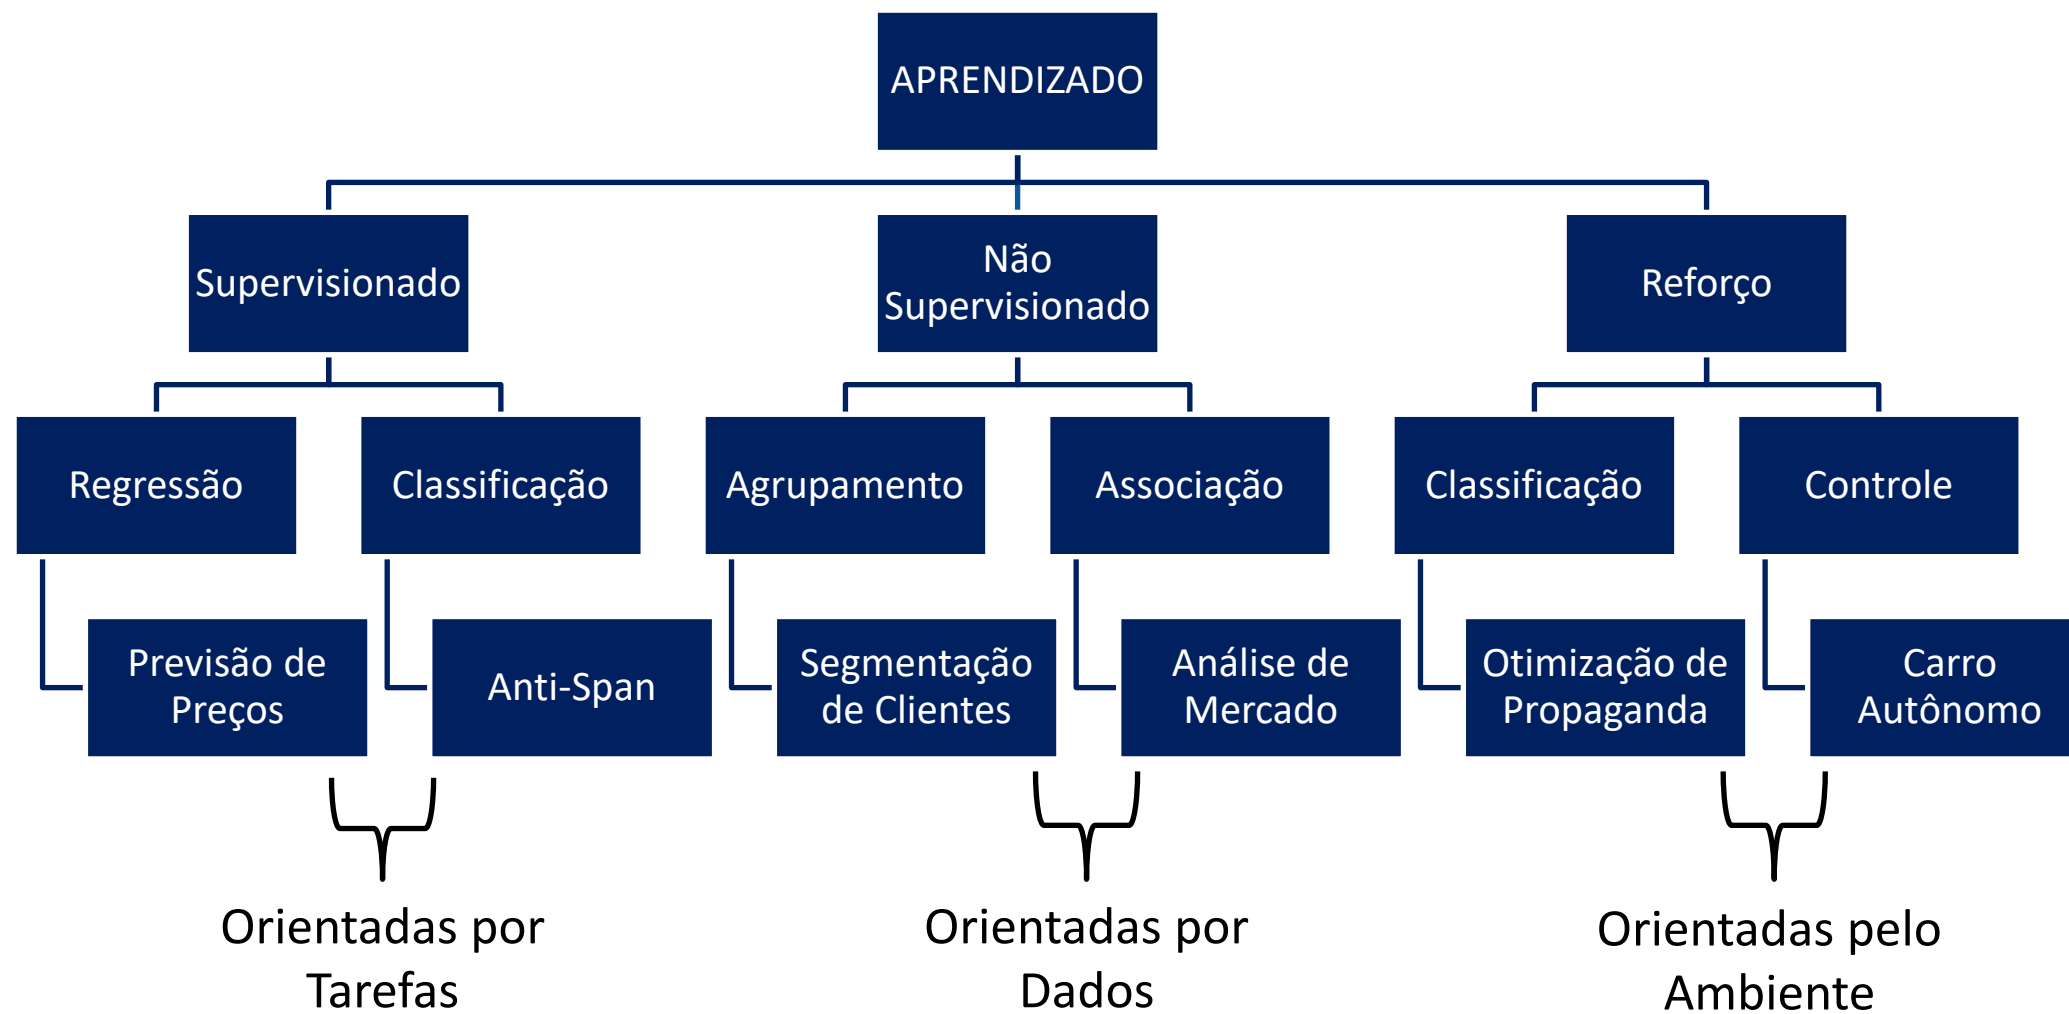 APRENDIZADO
Supervisionado
Não
Supervisionado
Reforço
Regressão
Classificação
Agrupamento
Associação
Classificação
Controle
Previsão de
Preços
Anti-Span
Segmentação
de Clientes
Análise de
Mercado
Otimização de
Propaganda
Carro
Autônomo
Orientadas por
Tarefas
Orientadas por
Dados
Orientadas pelo
Ambiente